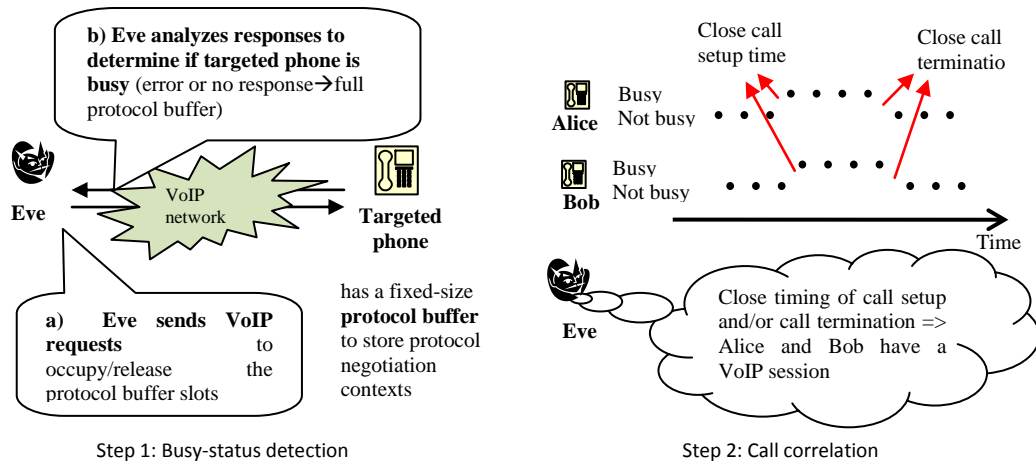 b) Eve analyzes responses to
determine if targeted phone is
busy (error or no response→full
protocol buffer)
Eve
VoIP
network
Targeted
phone
a) Eve sends VoIP
requests to
occupy/release the
protocol buffer slots
has a fixed-size
protocol buffer
to store protocol
negotiation
contexts
Step 1: Busy-status detection
Close call
setup time
Close call
terminatio
Alice
Busy
Not busy
Bob
Busy
Not busy
Time
Eve
Close timing of call setup
and/or call termination =>
Alice and Bob have a
VoIP session
Step 2: Call correlation